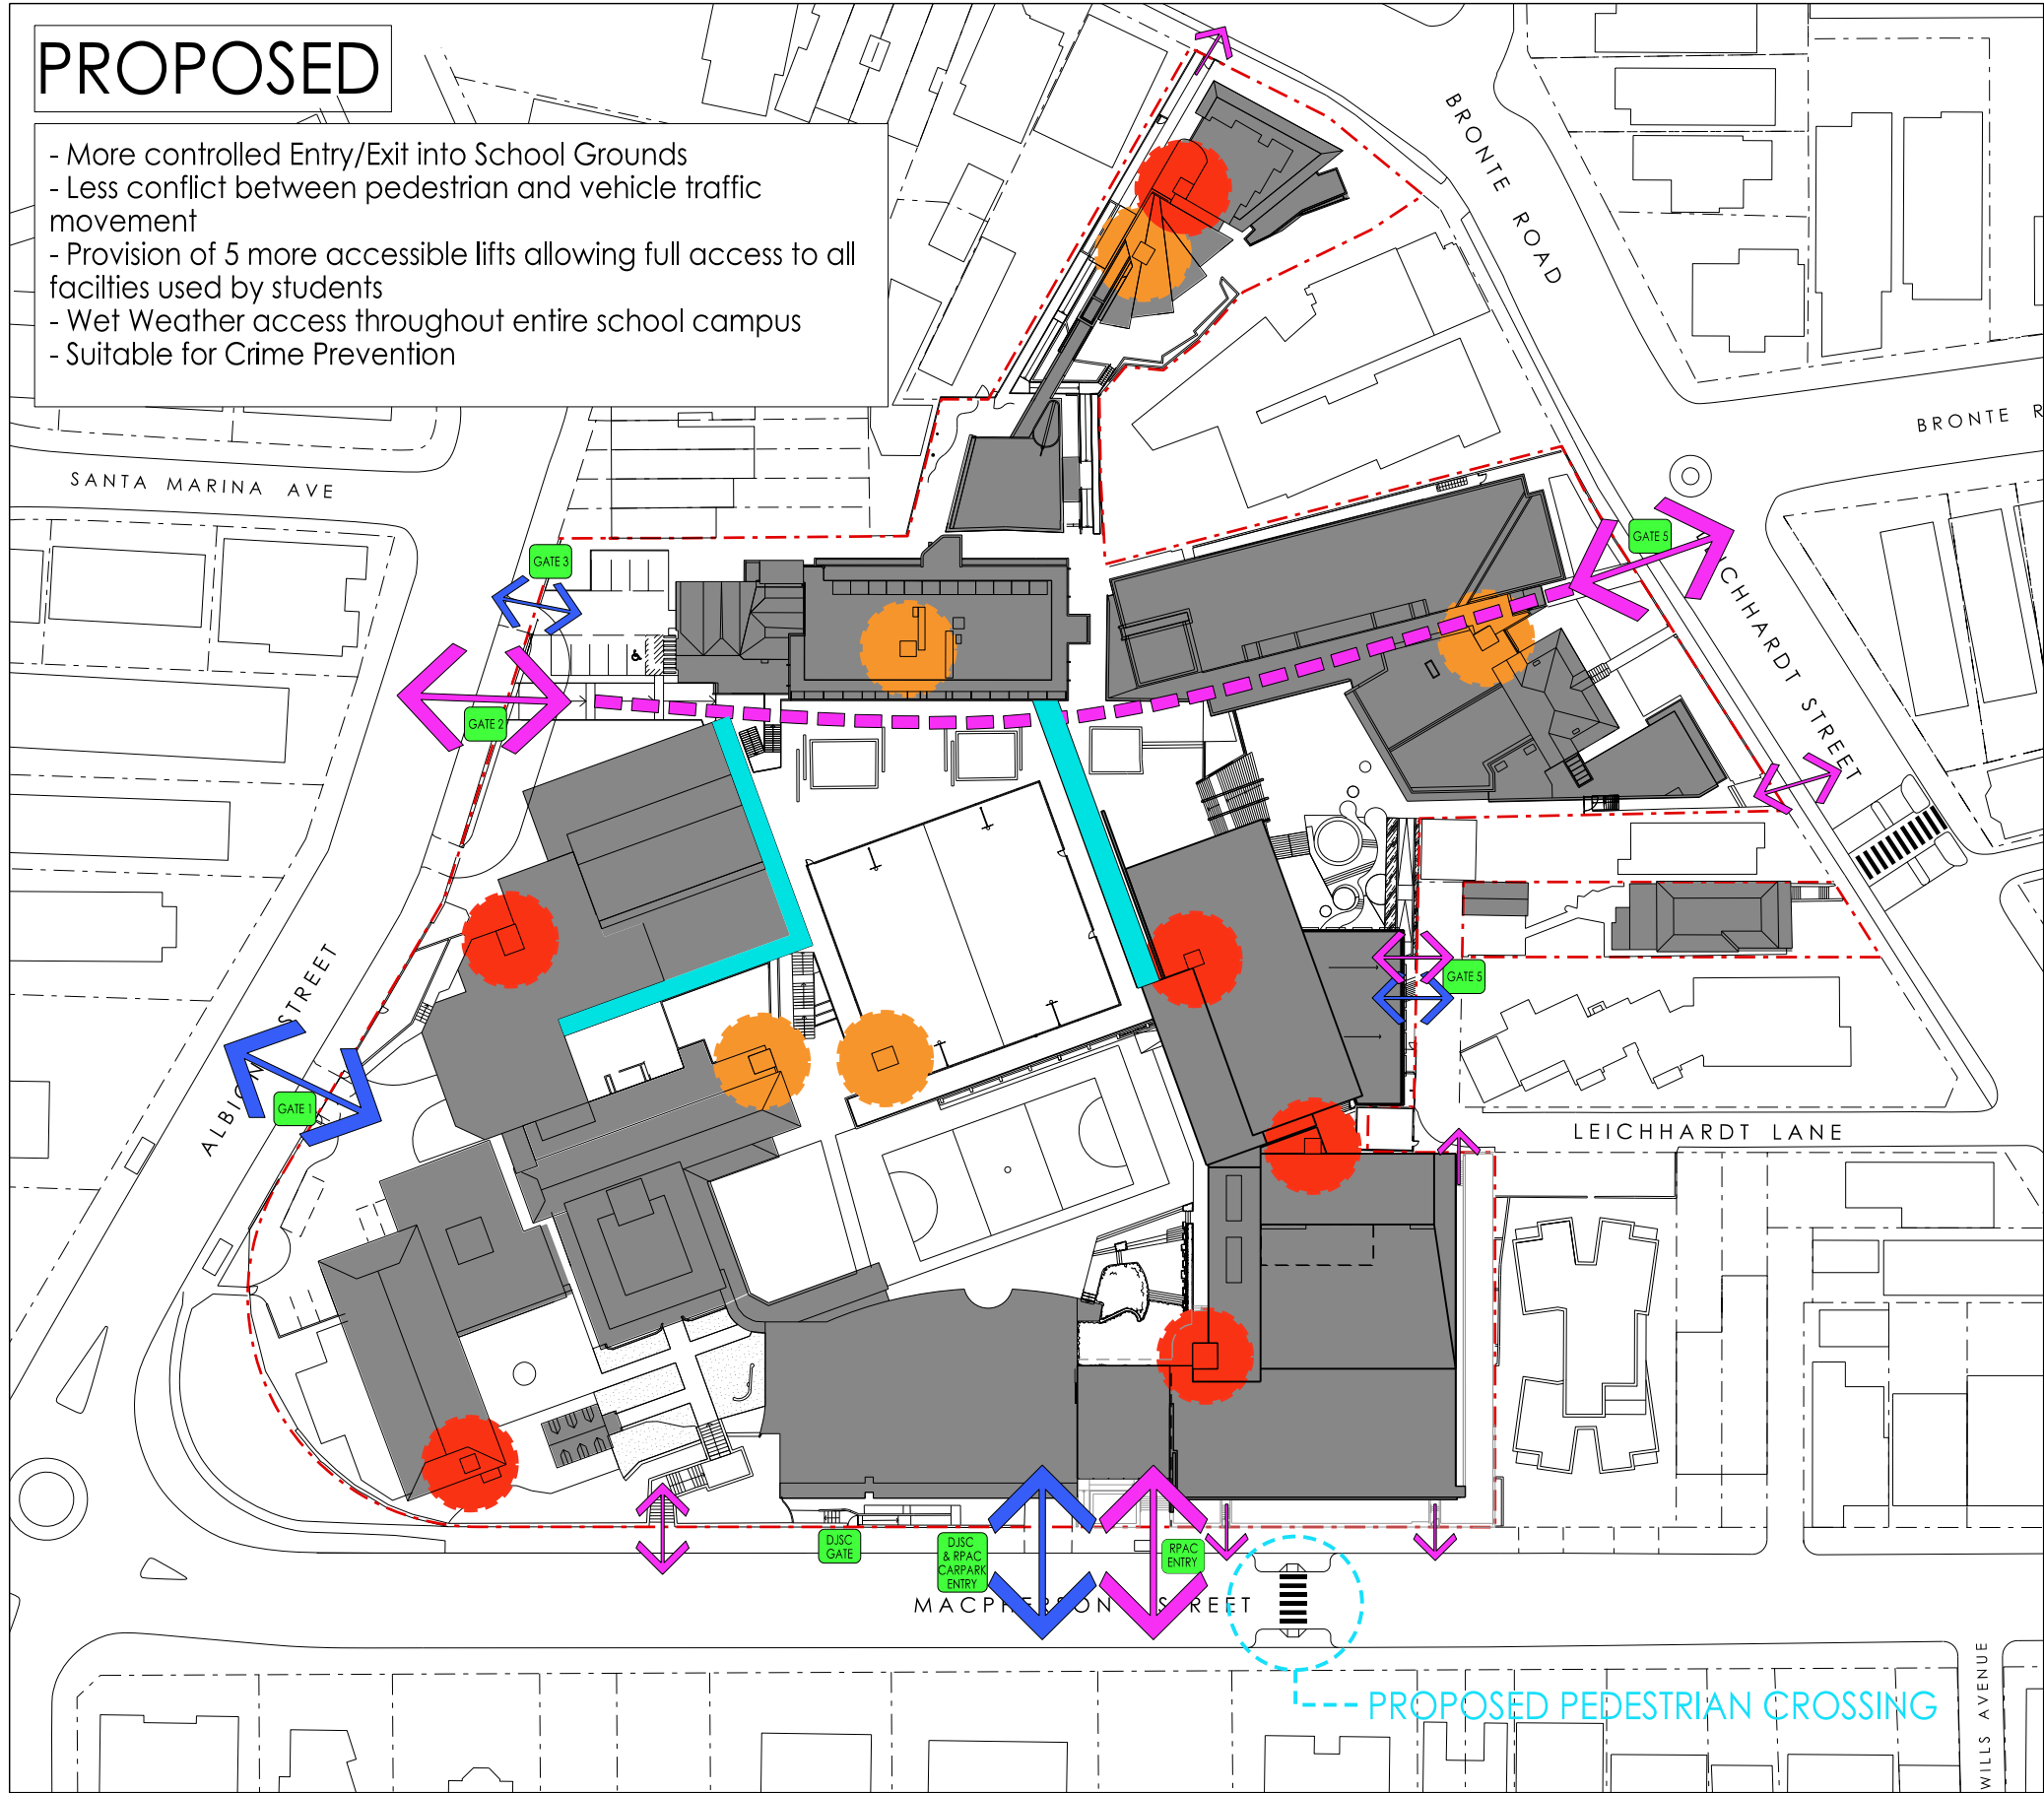 PROPOSED
- More controlled Entry/Exit into School Grounds
- Less conflict between pedestrian and vehicle traffic
movement
- Provision of 5 more accessible lifts allowing full access to all
facilties used by students
- Wet Weather access throughout entire school campus
- Suitable for Crime Prevention
BRONTE ROAD
BRONTE R
SANTA MARINA AVE
GATE 3
GATE 5
GATE 2
ICHHARDT STREET
GATE 5
ALBION STREET
GATE 1
LEICHHARDT LANE
DJSC
GATE
DJSC
& RPAC
CARPARK
ENTRY
RPAC
ENTRY
MACPHERSON STREET
PROPOSED PEDESTRIAN CROSSING
WILLS AVENUE